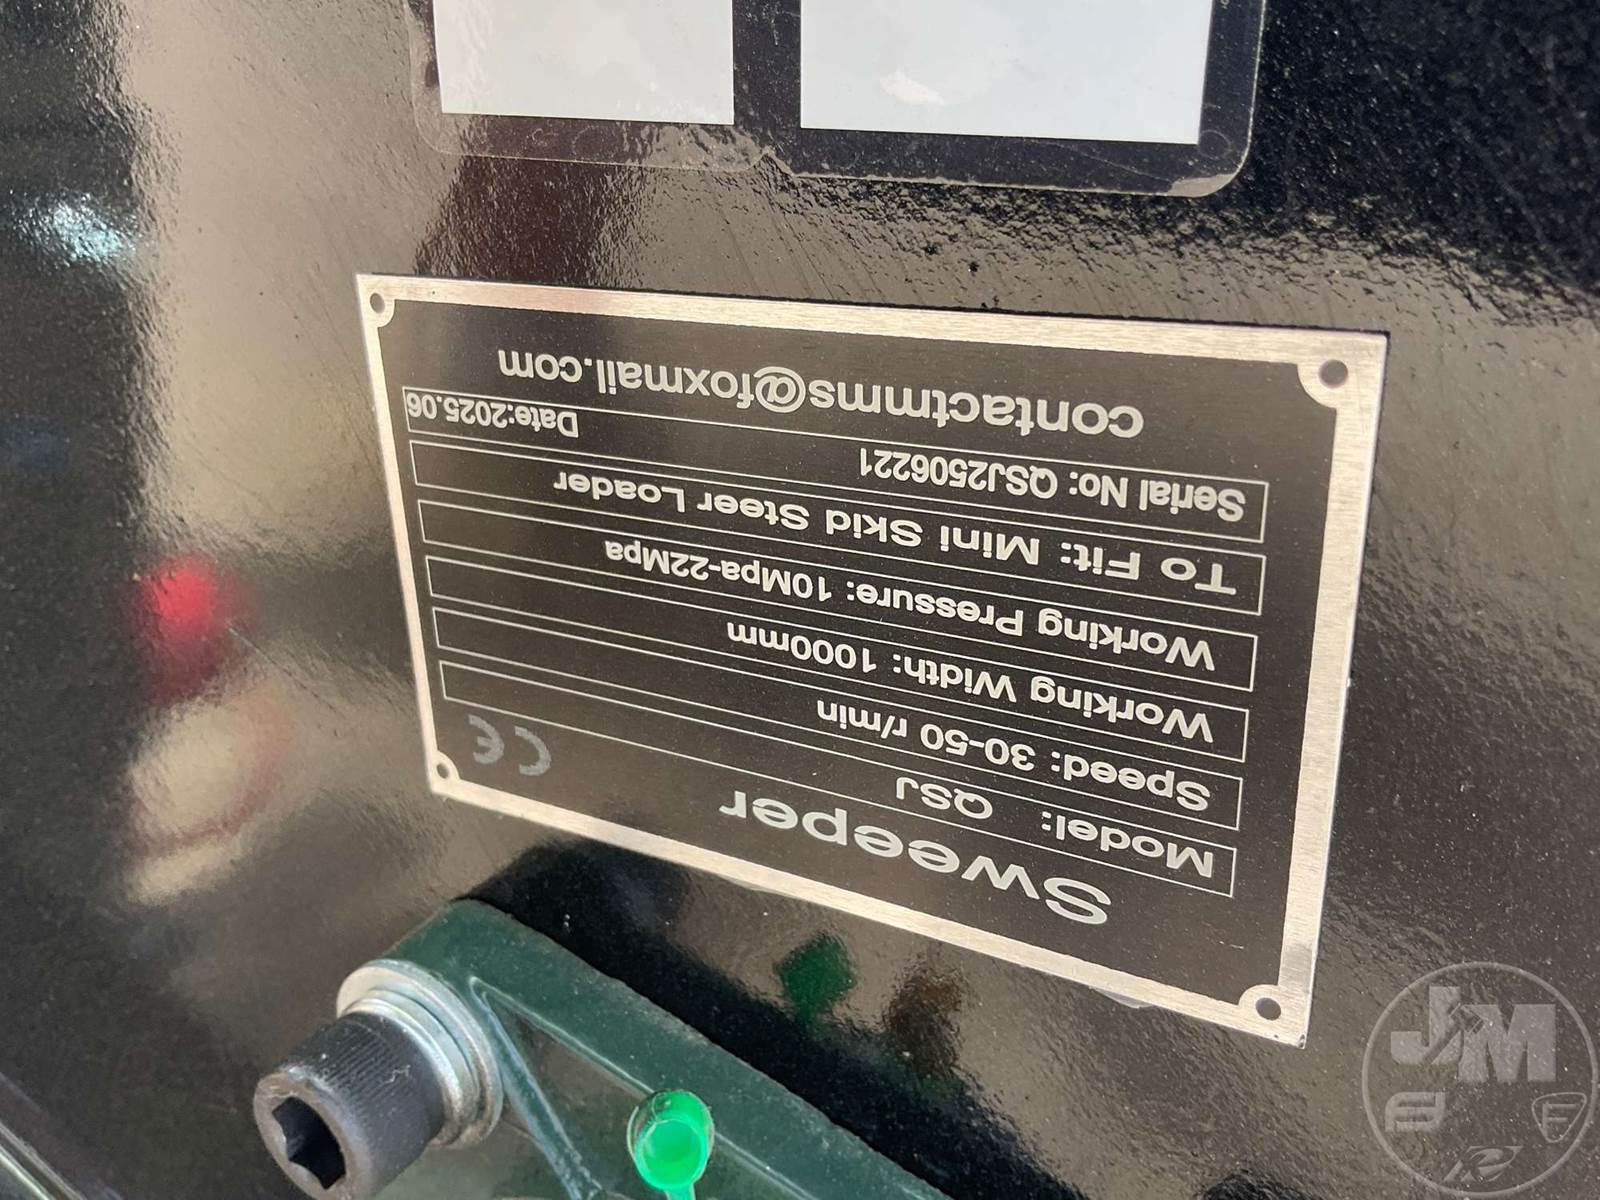 Sweeper
CE
Model: QSJ
Speed: 30-50 r/min
Working Width: 1000mm
Working Pressure: 10Mpa-22Mpa
To Fit: Mini Skid Steer Loader
Serial No: QSJ2506221 Date:2025.06
contactmms@foxmail.com
JM